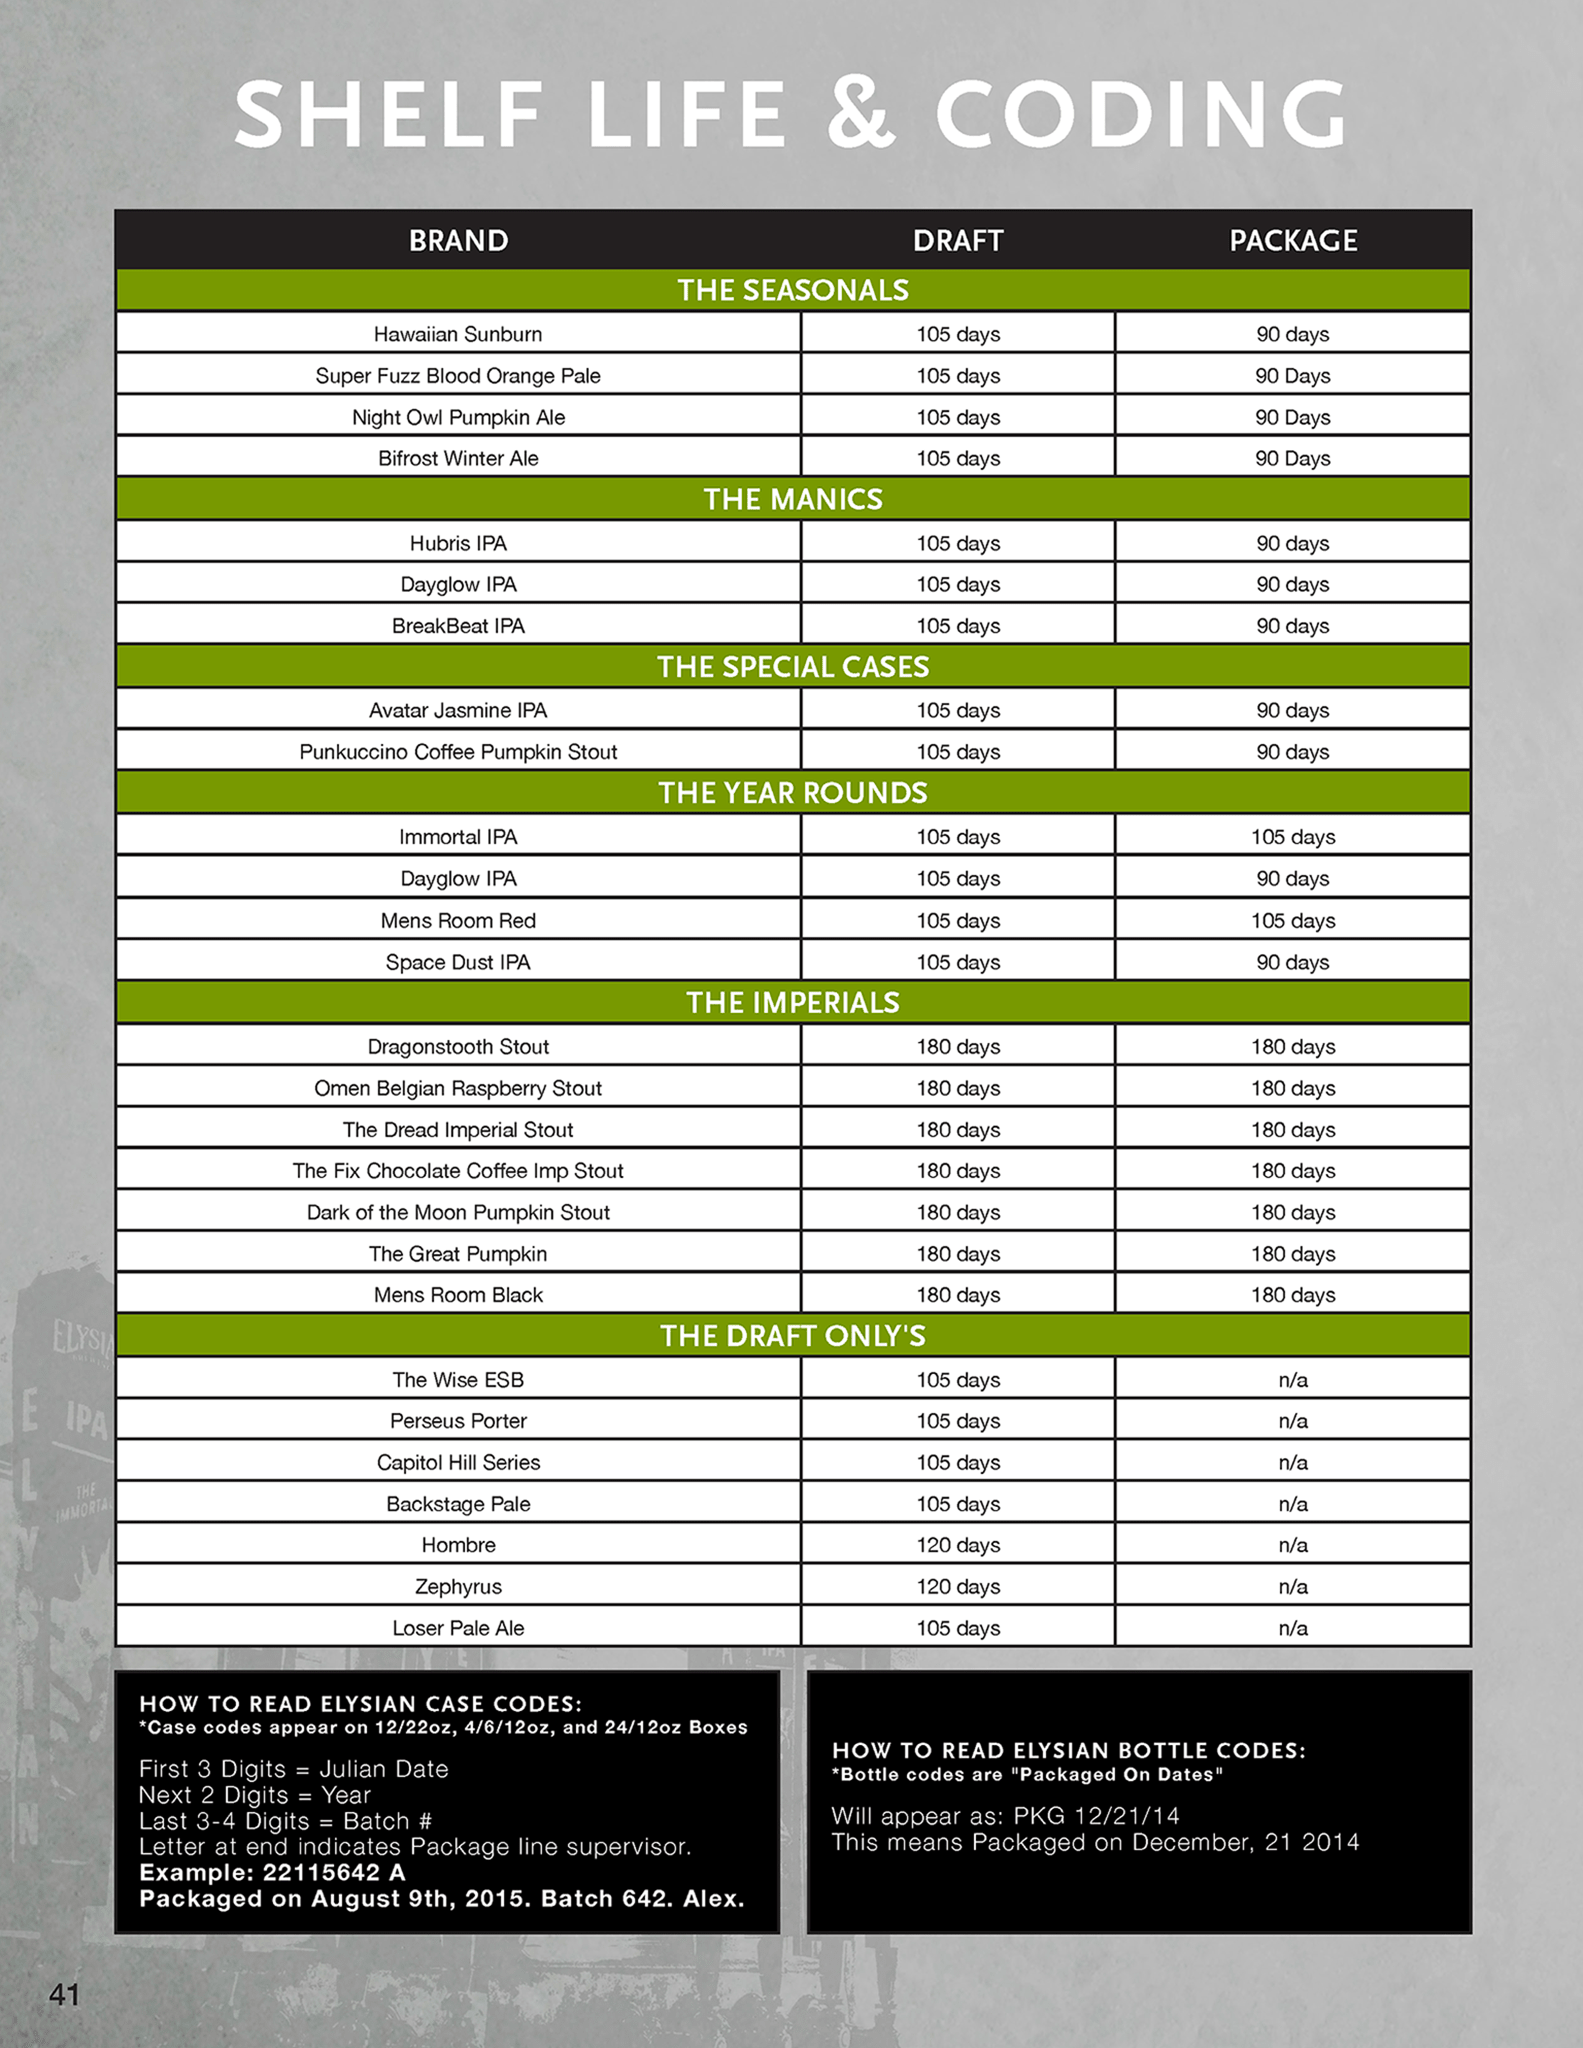 SHELF LIFE & CODING
BRAND DRAFT PACKAGE
THE SEASONALS
Hawaiian Sunburn 105 days 90 days
Super Fuzz Blood Orange Pale 105 days 90 Days
Night Owl Pumpkin Ale 105 days 90 Days
Bifrost Winter Ale 105 days 90 Days
THE MANICS
Hubris IPA 105 days 90 days
Dayglow IPA 105 days 90 days
BreakBeat IPA 105 days 90 days
THE SPECIAL CASES
Avatar Jasmine IPA 105 days 90 days
Punkuccino Coffee Pumpkin Stout 105 days 90 days
THE YEAR ROUNDS
Immortal IPA 105 days 105 days
Dayglow IPA 105 days 90 days
Mens Room Red 105 days 105 days
Space Dust IPA 105 days 90 days
THE IMPERIALS
Dragonstooth Stout 180 days 180 days
Omen Belgian Raspberry Stout 180 days 180 days
The Dread Imperial Stout 180 days 180 days
The Fix Chocolate Coffee Imp Stout 180 days 180 days
Dark of the Moon Pumpkin Stout 180 days 180 days
The Great Pumpkin 180 days 180 days
Mens Room Black 180 days 180 days
THE DRAFT ONLY'S
The Wise ESB 105 days n/a
Perseus Porter 105 days n/a
Capitol Hill Series 105 days n/a
Backstage Pale 105 days n/a
Hombre 120 days n/a
Zephyrus 120 days n/a
Loser Pale Ale 105 days n/a
HOW TO READ ELYSIAN CASE CODES:
*Case codes appear on 12/22oz, 4/6/12oz, and 24/12oz Boxes
First 3 Digits = Julian Date
Next 2 Digits = Year
Last 3-4 Digits = Batch #
Letter at end indicates Package line supervisor.
Example: 22115642 A
Packaged on August 9th, 2015. Batch 642. Alex.
HOW TO READ ELYSIAN BOTTLE CODES:
*Bottle codes are "Packaged On Dates"
Will appear as: PKG 12/21/14
This means Packaged on December, 21 2014
41